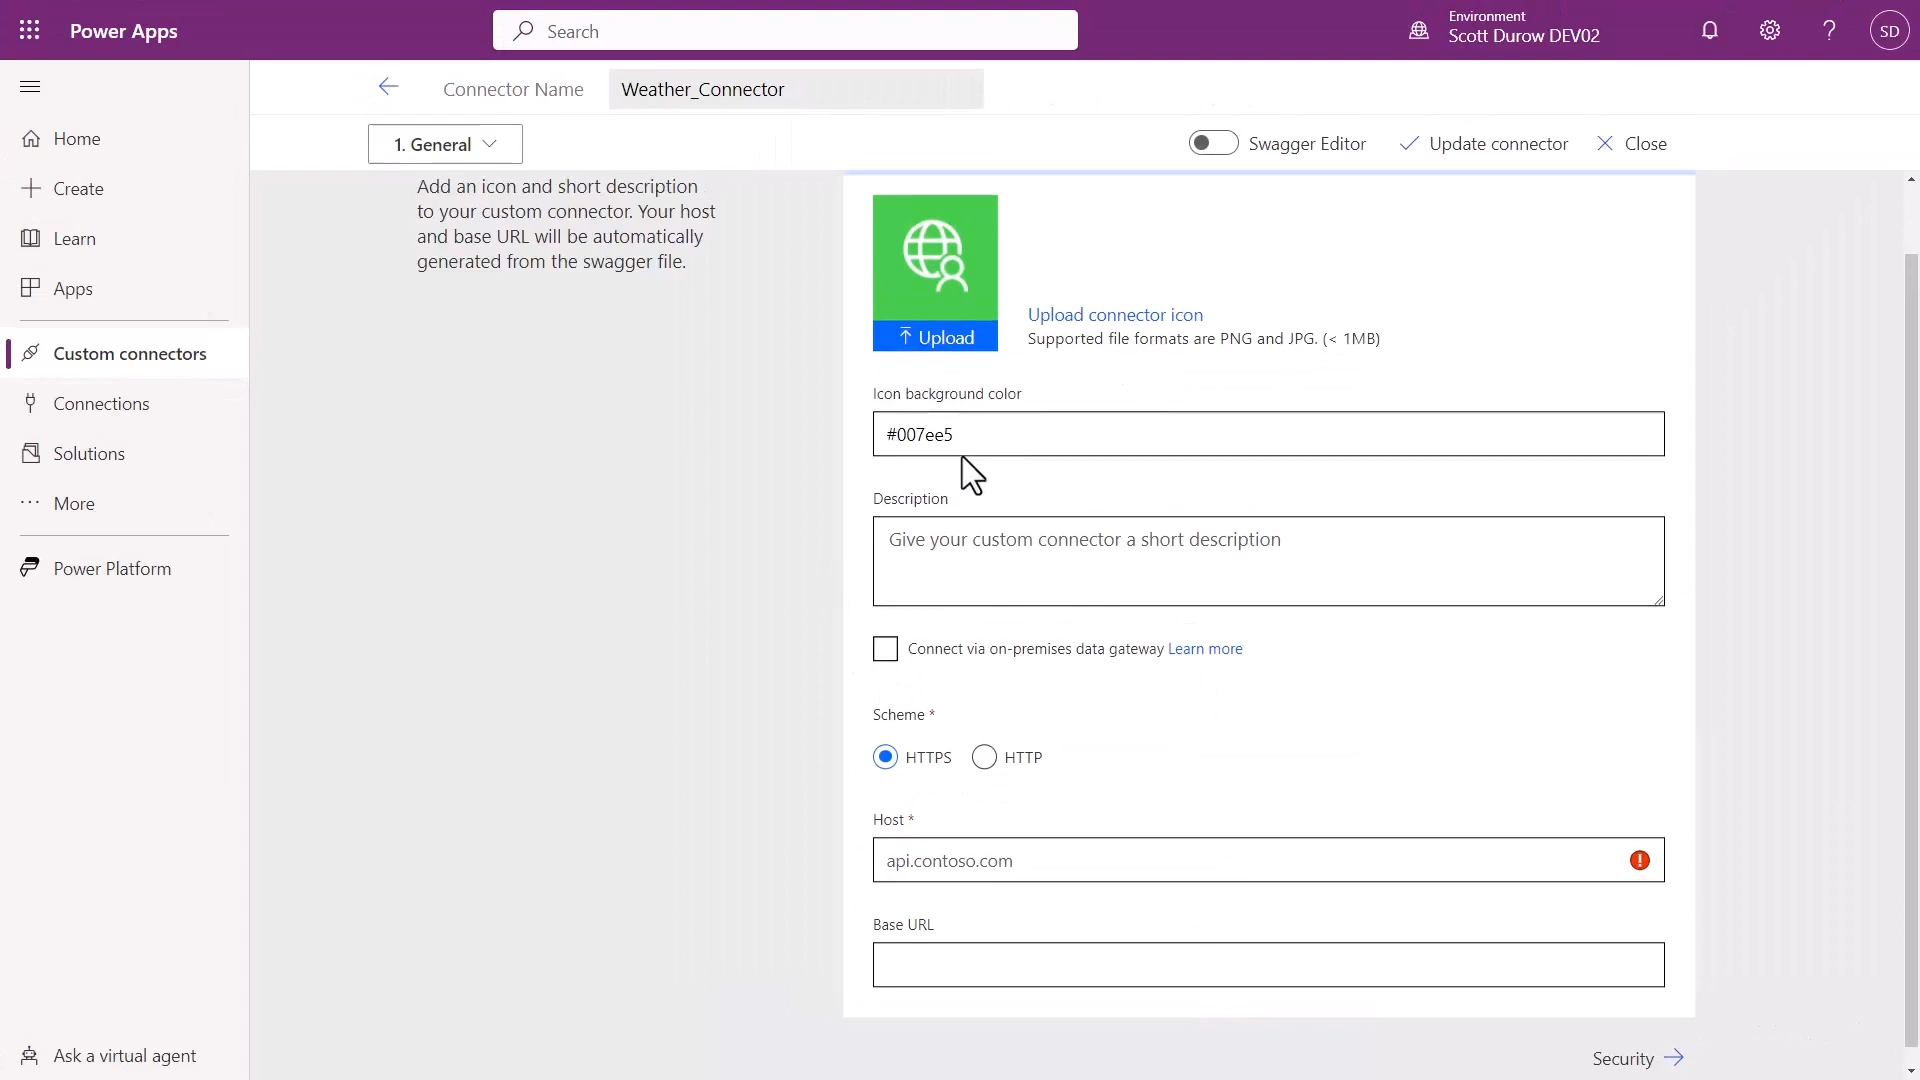 Power Apps
Search
Environment
Scott Durow DEV02
?
SD
Connector Name
Weather_Connector
1. General
Swagger Editor
Update connector
Close
Home
Create
Learn
Apps
Custom connectors
Connections
Solutions
More
Power Platform
Ask a virtual agent
Add an icon and short description
to your custom connector. Your host
and base URL will be automatically
generated from the swagger file.
Upload
Upload connector icon
Supported file formats are PNG and JPG. (< 1MB)
Icon background color
#007ee5
Description
Give your custom connector a short description
Connect via on-premises data gateway Learn more
Scheme *
HTTPS
HTTP
Host *
api.contoso.com
!
Base URL
Security